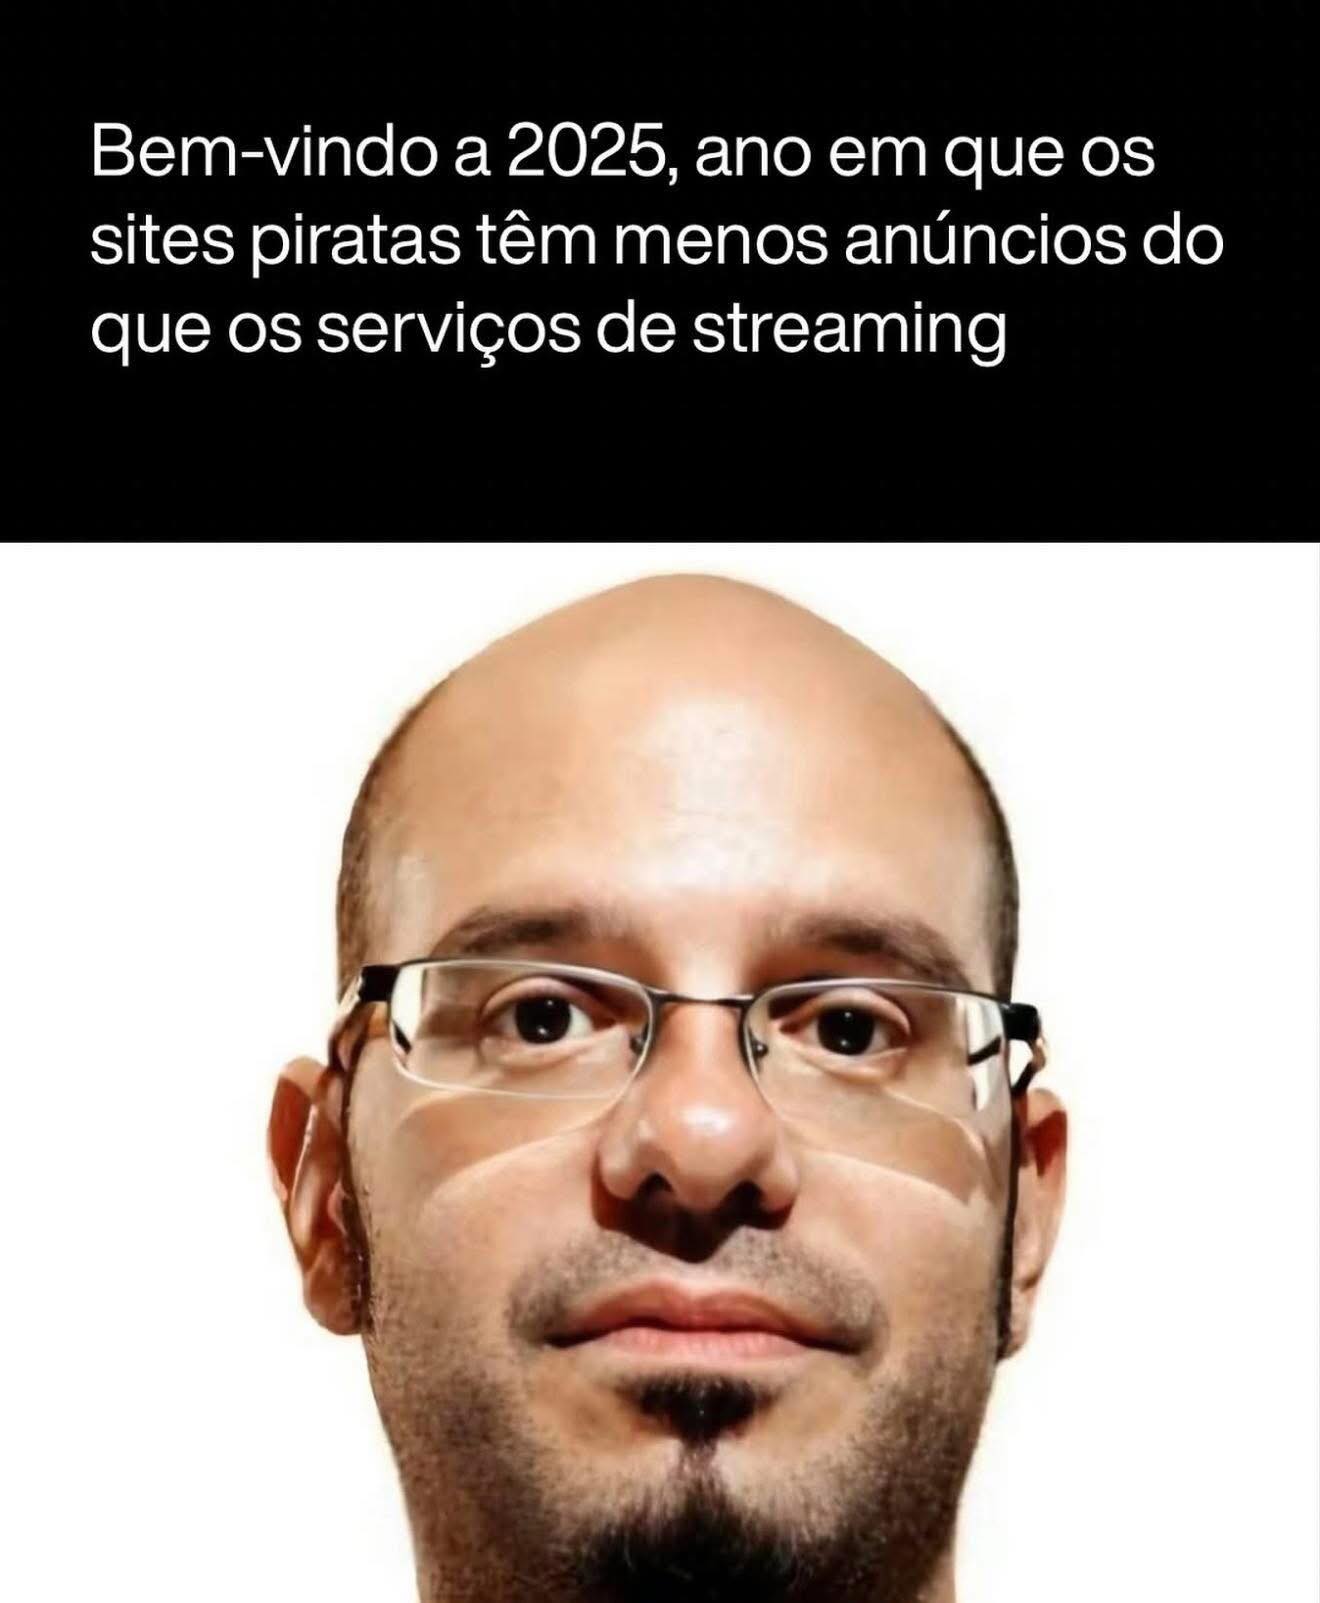 Bem-vindo a 2025, ano em que os
sites piratas têm menos anúncios do
que os serviços de streaming